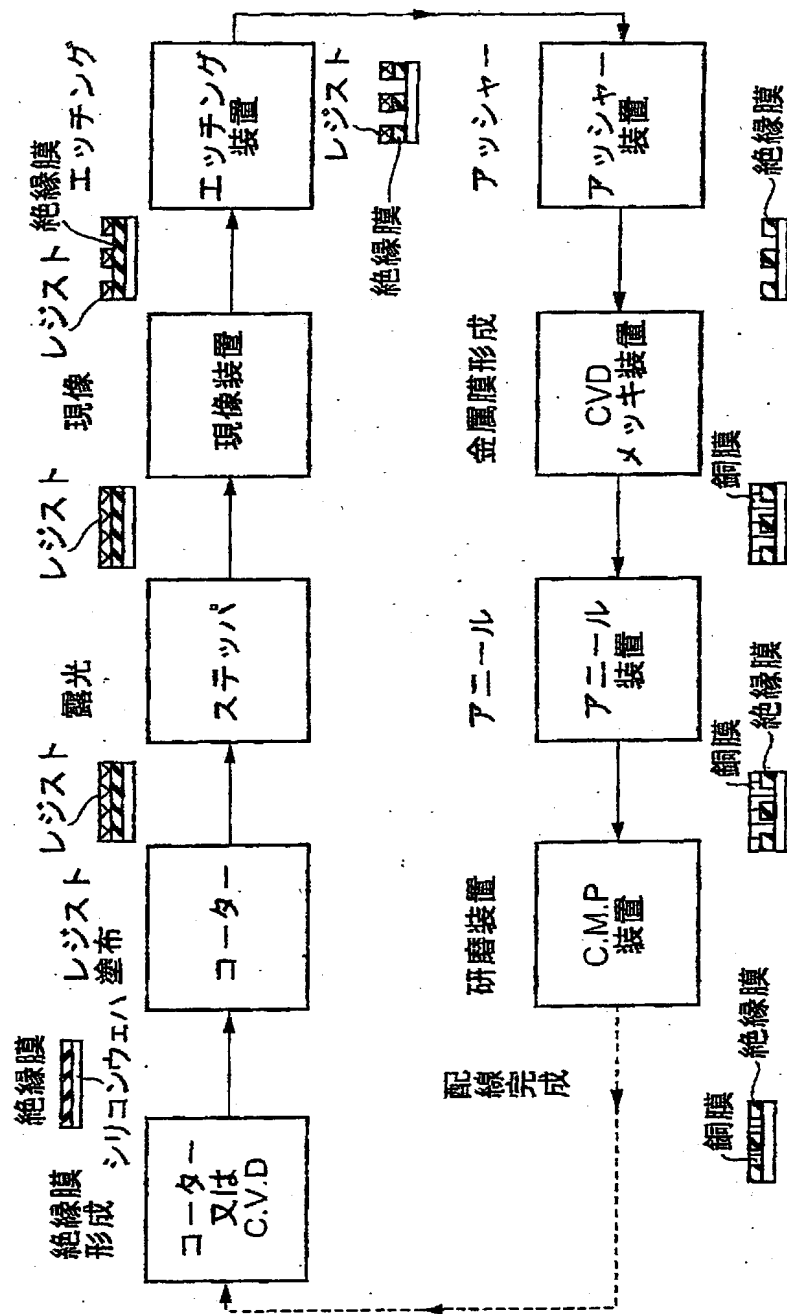 絶縁膜
形成
コーター
又は
C.V.D
絶縁膜
シリコンウェハ
レジスト
塗布
コーター
レジスト
露光
ステッパ
レジスト
現像
現像装置
レジスト
絶縁膜
エッチング
エッチング
装置
レジスト
絶縁膜
アッシャー
アッシャー
装置
絶縁膜
金属膜形成
CVD
メッキ装置
銅膜
アニール
アニール
装置
銅膜
絶縁膜
研磨装置
C.M.P
装置
銅膜
絶縁膜
配線完成